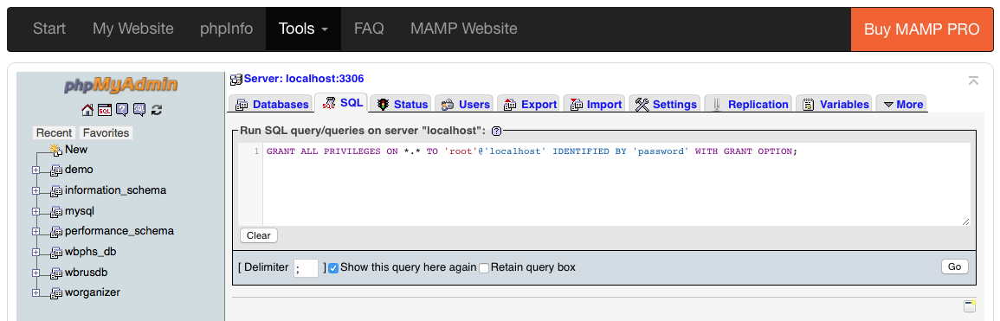 Start My Website phpInfo Tools FAQ MAMP Website Buy MAMP PRO
phpMyAdmin
Server: localhost:3306
Databases SQL Status Users Export Import Settings Replication Variables More
Recent Favorites
New
demo
information_schema
mysql
performance_schema
wbphs_db
wbrusdb
worganizer
Run SQL query/queries on server "localhost":
1 GRANT ALL PRIVILEGES ON *.* TO 'root'@'localhost' IDENTIFIED BY 'password' WITH GRANT OPTION;
Clear
[ Delimiter ; ] Show this query here again Retain query box Go